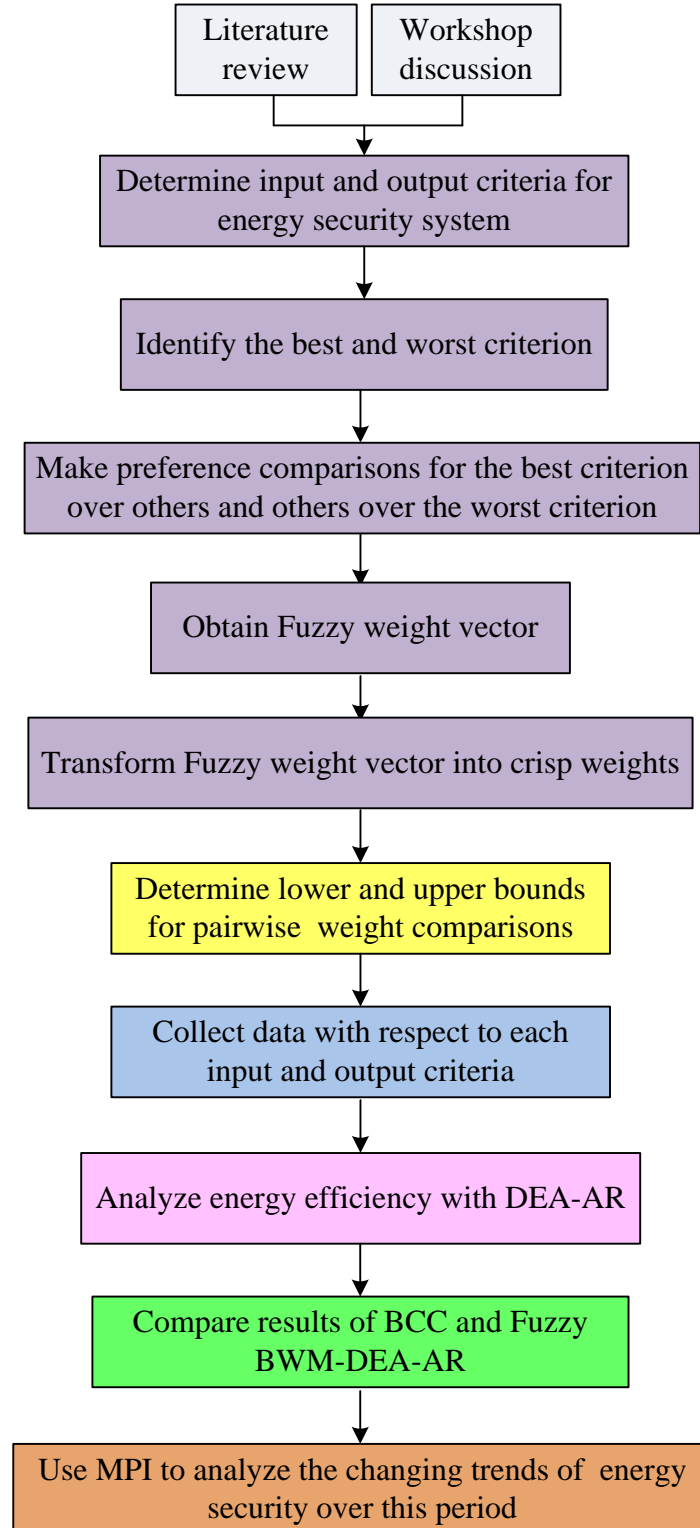 Literature
review
Workshop
discussion
Determine input and output criteria for
energy security system
Identify the best and worst criterion
Make preference comparisons for the best criterion
over others and others over the worst criterion
Obtain Fuzzy weight vector
Transform Fuzzy weight vector into crisp weights
Determine lower and upper bounds
for pairwise weight comparisons
Collect data with respect to each
input and output criteria
Analyze energy efficiency with DEA-AR
Compare results of BCC and Fuzzy
BWM-DEA-AR
Use MPI to analyze the changing trends of energy
security over this period